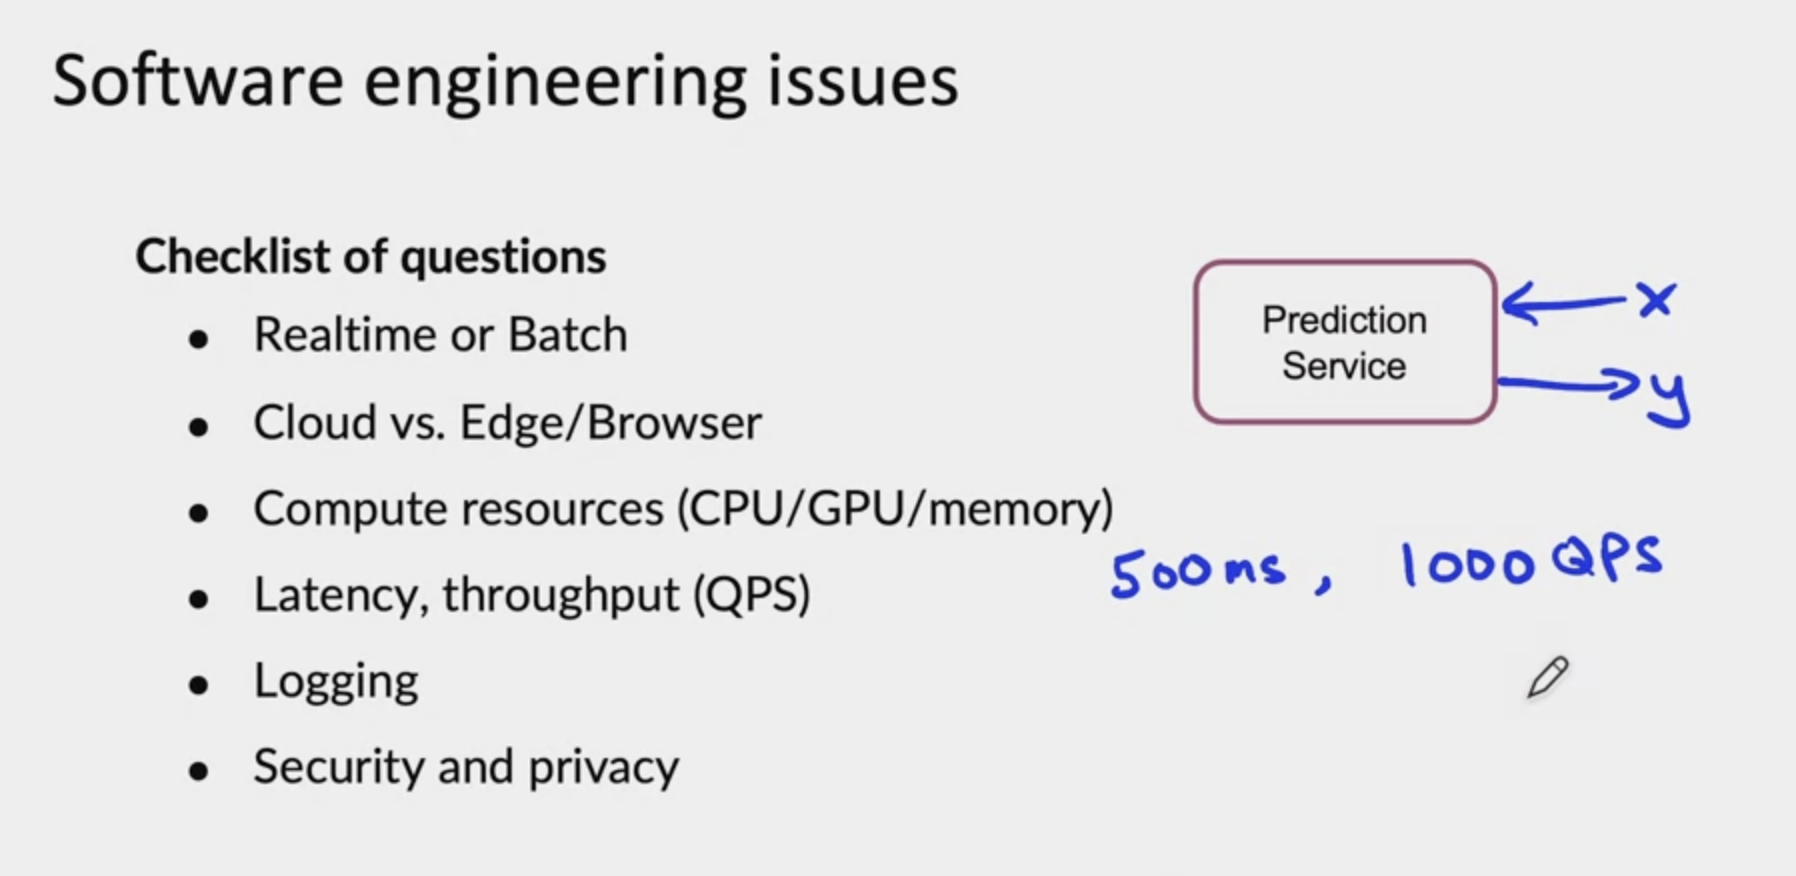 Software engineering issues
Checklist of questions
● Realtime or Batch
● Cloud vs. Edge/Browser
● Compute resources (CPU/GPU/memory)
● Latency, throughput (QPS)
● Logging
● Security and privacy
Prediction
Service
x
y
500ms, 1000 QPS